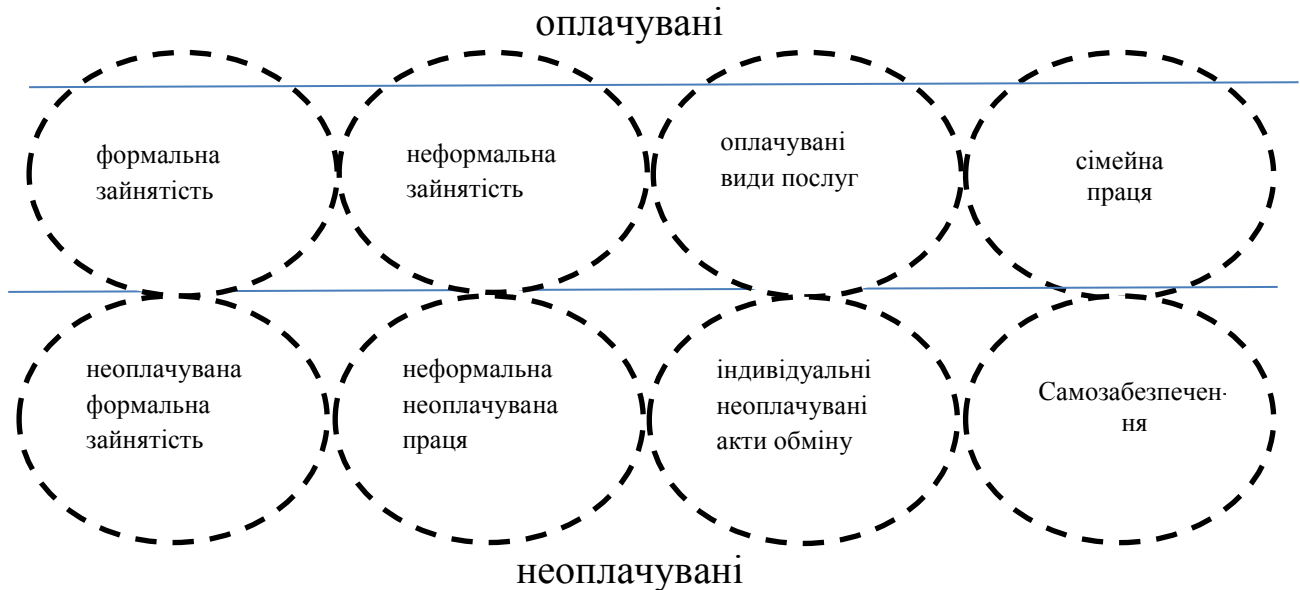 оплачувані
формальна
зайнятість
неформальна
зайнятість
оплачувані
види послуг
сімейна
праця
неоплачувана
формальна
зайнятість
неформальна
неоплачувана
праця
індивідуальні
неоплачувані
акти обміну
Самозабезпечен-
ня
неоплачувані